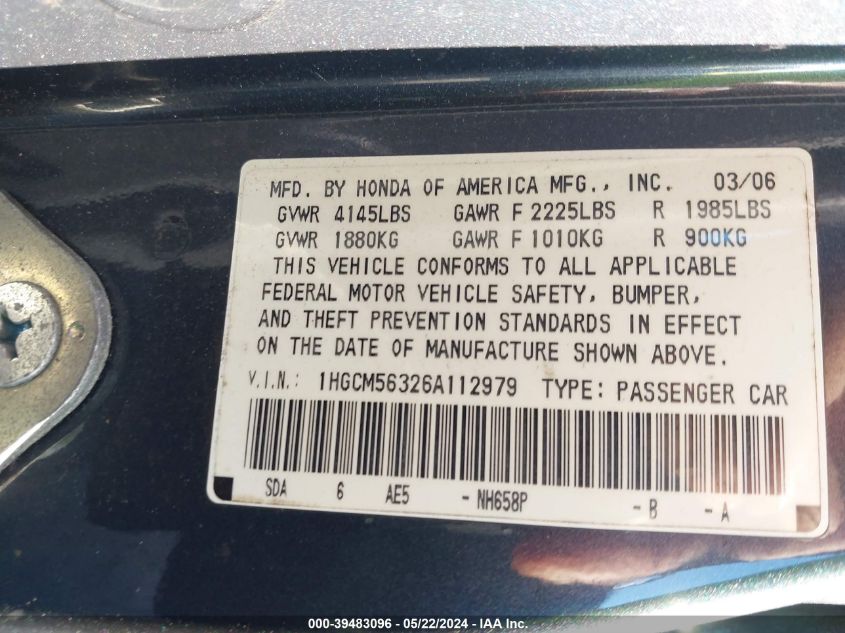 MFD. BY HONDA OF AMERICA MFG., INC. 03/06
GVWR 4145LBS GAWR F 2225LBS R 1985LBS
GVWR 1880KG GAWR F 1010KG R 900KG
THIS VEHICLE CONFORMS TO ALL APPLICABLE
FEDERAL MOTOR VEHICLE SAFETY, BUMPER,
AND THEFT PREVENTION STANDARDS IN EFFECT
ON THE DATE OF MANUFACTURE SHOWN ABOVE.
V.I.N.: 1HGCM56326A112979 TYPE: PASSENGER CAR
SDA 6 AE5 -NH658P -B -A
000-39483096 - 05/22/2024 - IAA Inc.